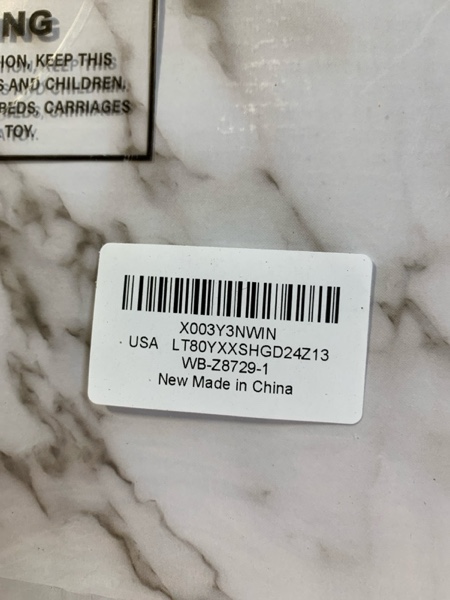 NG
ION, KEEP THIS
S AND CHILDREN.
REDS, CARRIAGES
TOY.
X003Y3NWIN
USA LT80YXXSHGD24Z13
WB-Z8729-1
New Made in China